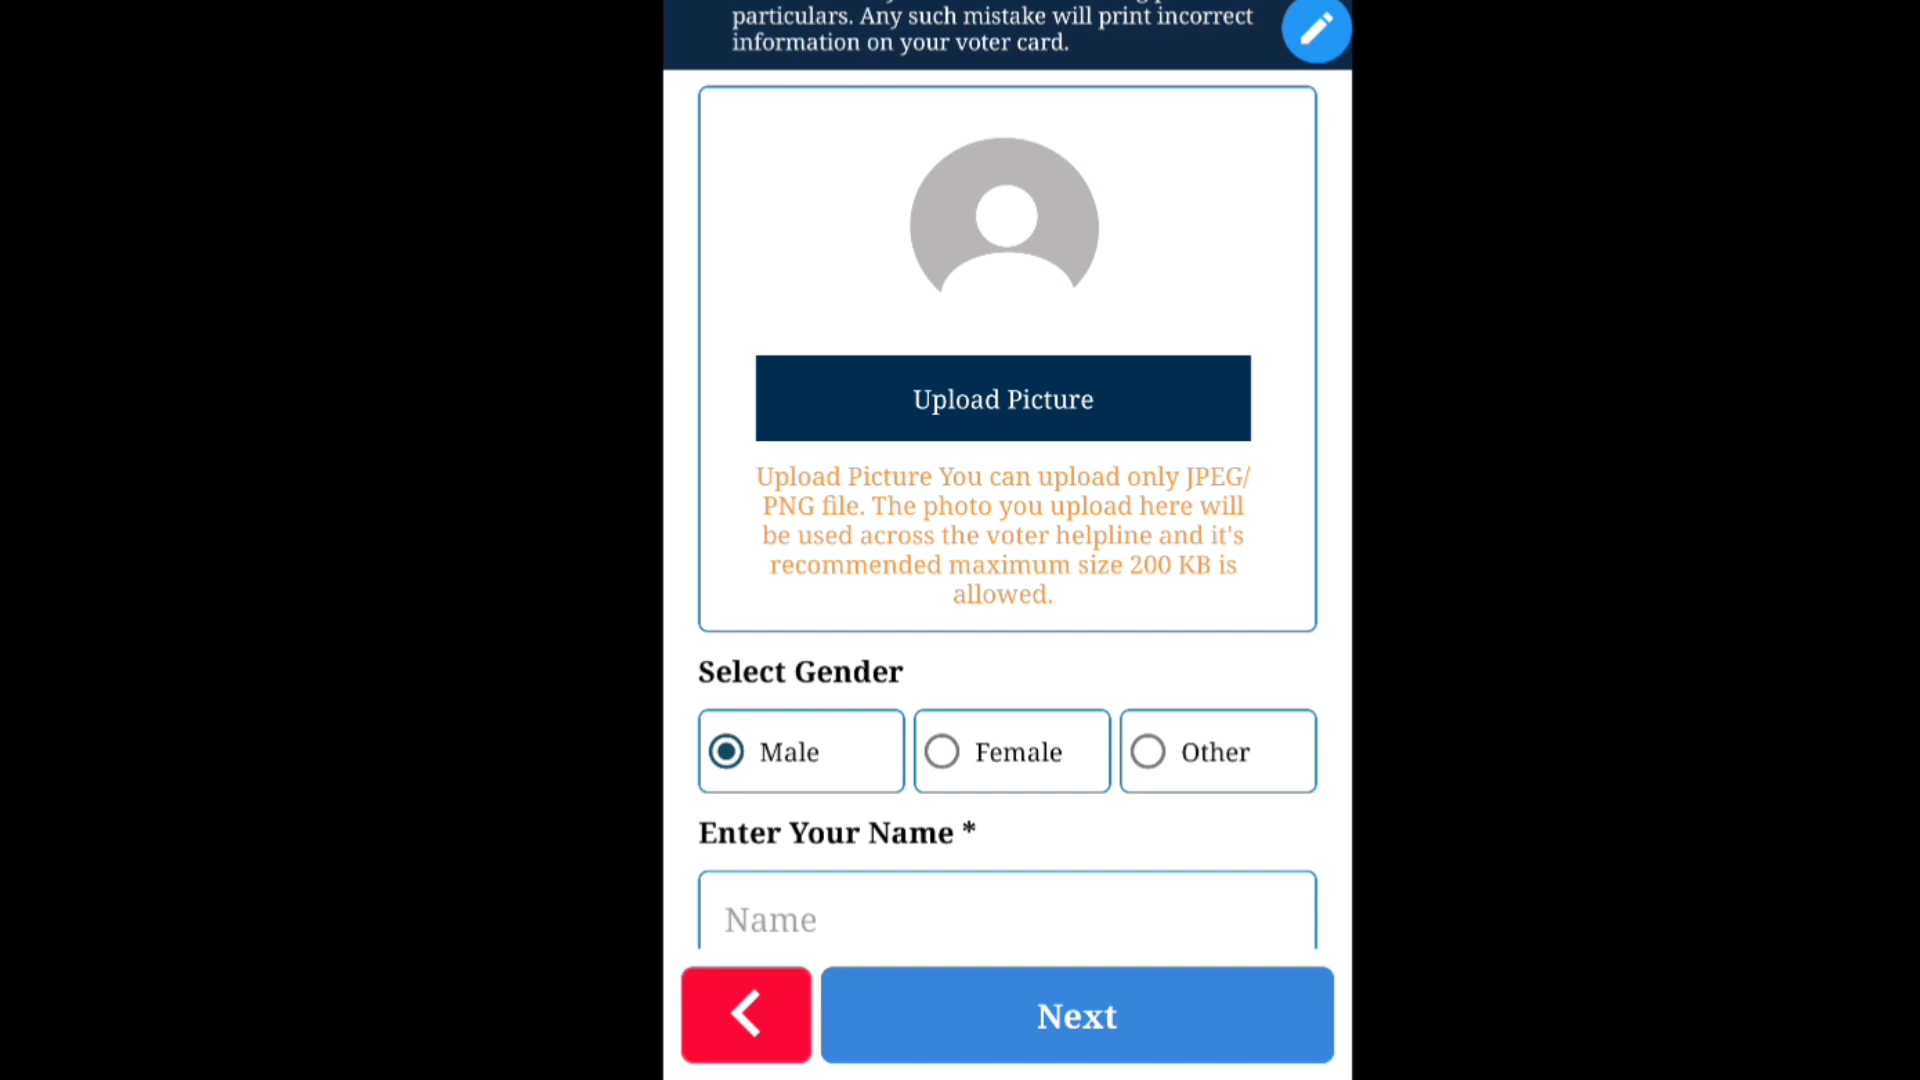 particulars. Any such mistake will print incorrect
information on your voter card.
Upload Picture
Upload Picture You can upload only JPEG/
PNG file. The photo you upload here will
be used across the voter helpline and it's
recommended maximum size 200 KB is
allowed.
Select Gender
Male
Female
Other
Enter Your Name *
Name
Next